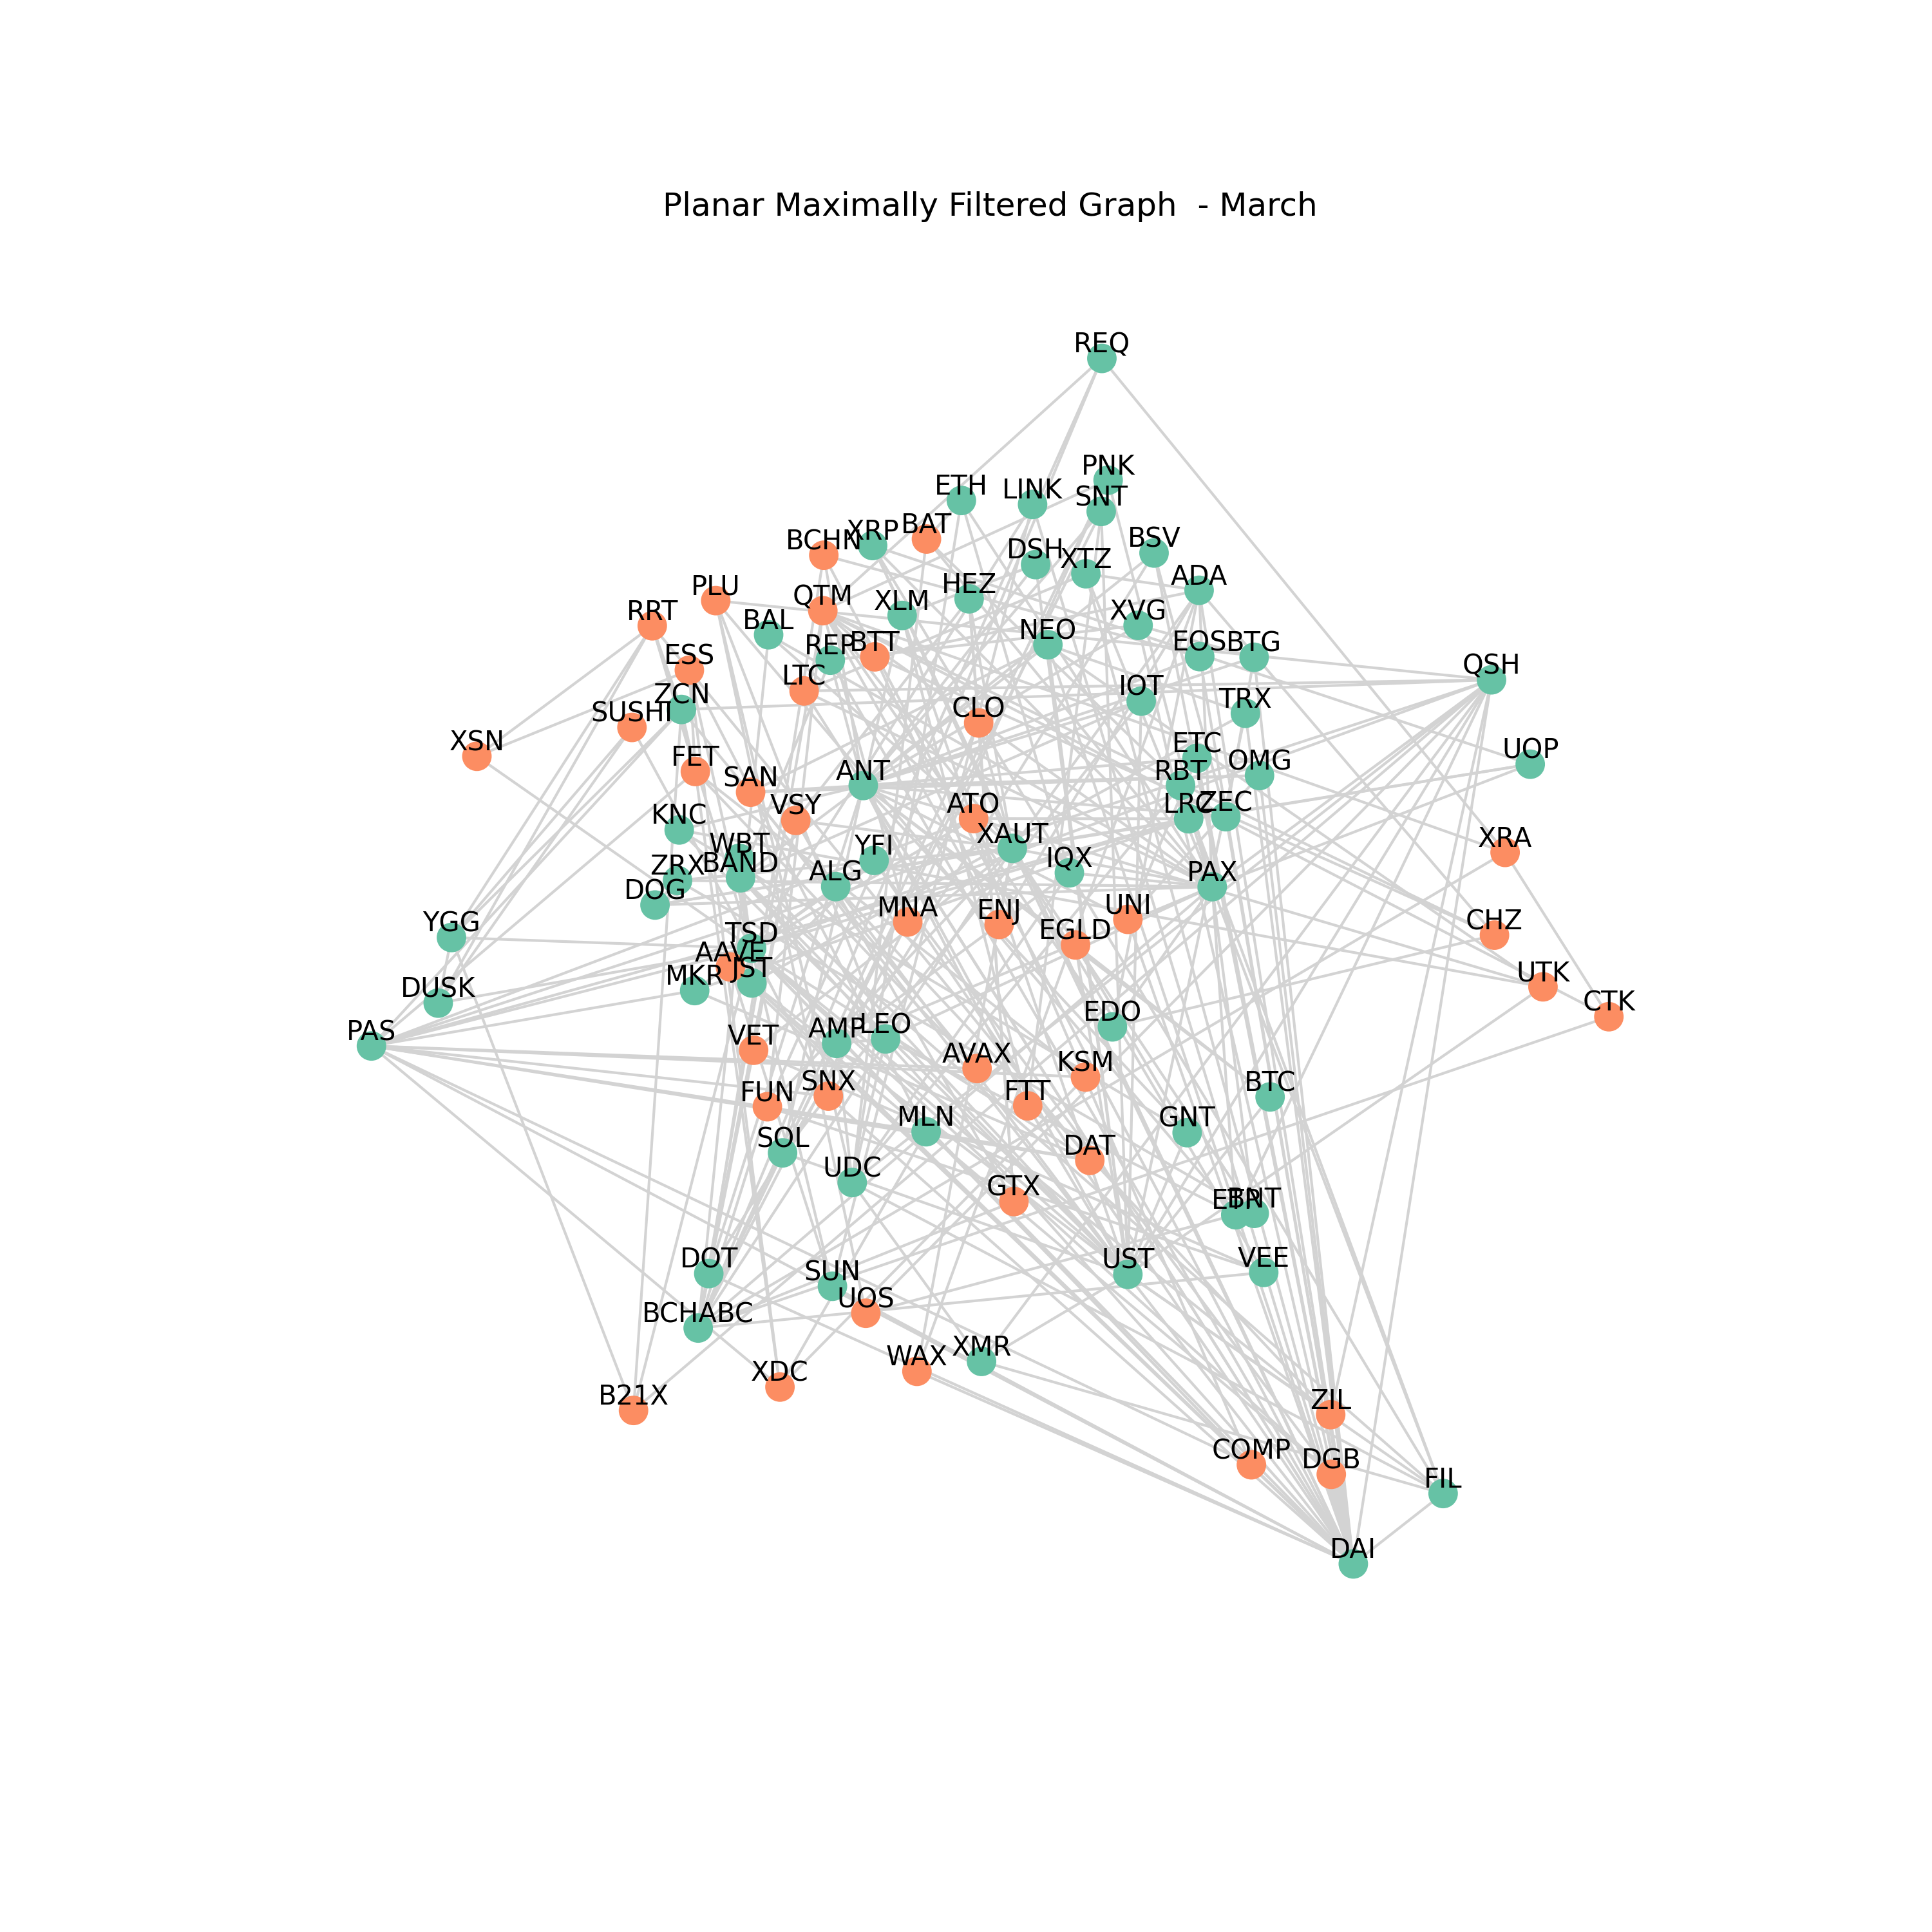 Planar Maximally Filtered Graph  - March
REQ
PNK
ETH
LINK
SNT
BAT
XRP
BCHN
BSV
DSH
XTZ
ADA
HEZ
PLU
QTM
XLM
RRT
BAL
XVG
NEO
EOS
BTG
REP
BTT
ESS
QSH
LTC
IOT
ZCN
TRX
CLO
SUSHI
XSN
ETC
UOP
FET
OMG
ANT
RBT
SAN
VSY
ATO
LRC
ZEC
KNC
XAUT
XRA
WBT
YFI
IQX
BAND
ZRX
ALG
PAX
DOG
MNA
ENJ
UNI
CHZ
YGG
EGLD
TSD
AAVE
JST
MKR
UTK
DUSK
CTK
EDO
PAS
AMP
LEO
VET
AVAX
KSM
SNX
FTT
BTC
FUN
MLN
GNT
SOL
DAT
UDC
GTX
ETP
BNT
DOT
UST
VEE
SUN
UOS
BCHABC
XMR
WAX
XDC
B21X
ZIL
COMP
DGB
FIL
DAI